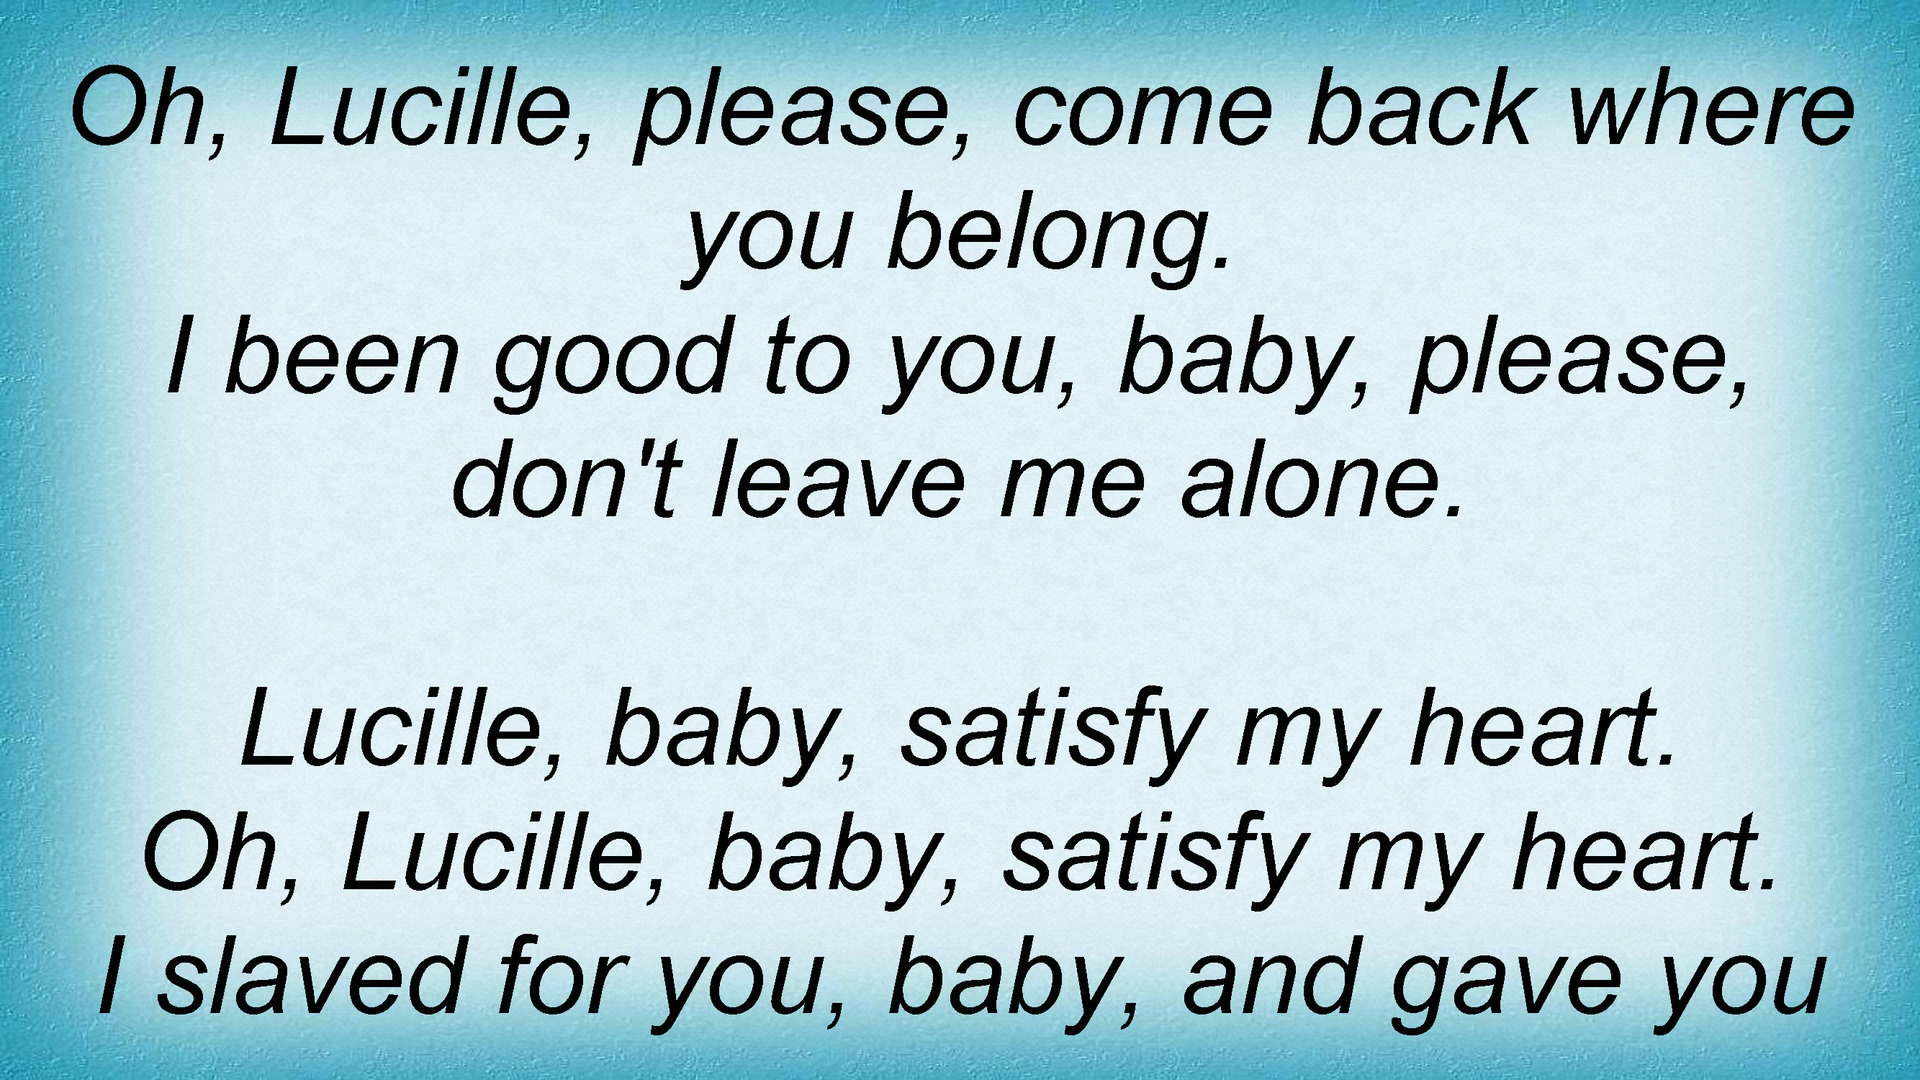 Oh, Lucille, please, come back where
you belong.
I been good to you, baby, please,
don't leave me alone.
Lucille, baby, satisfy my heart.
Oh, Lucille, baby, satisfy my heart.
I slaved for you, baby, and gave you